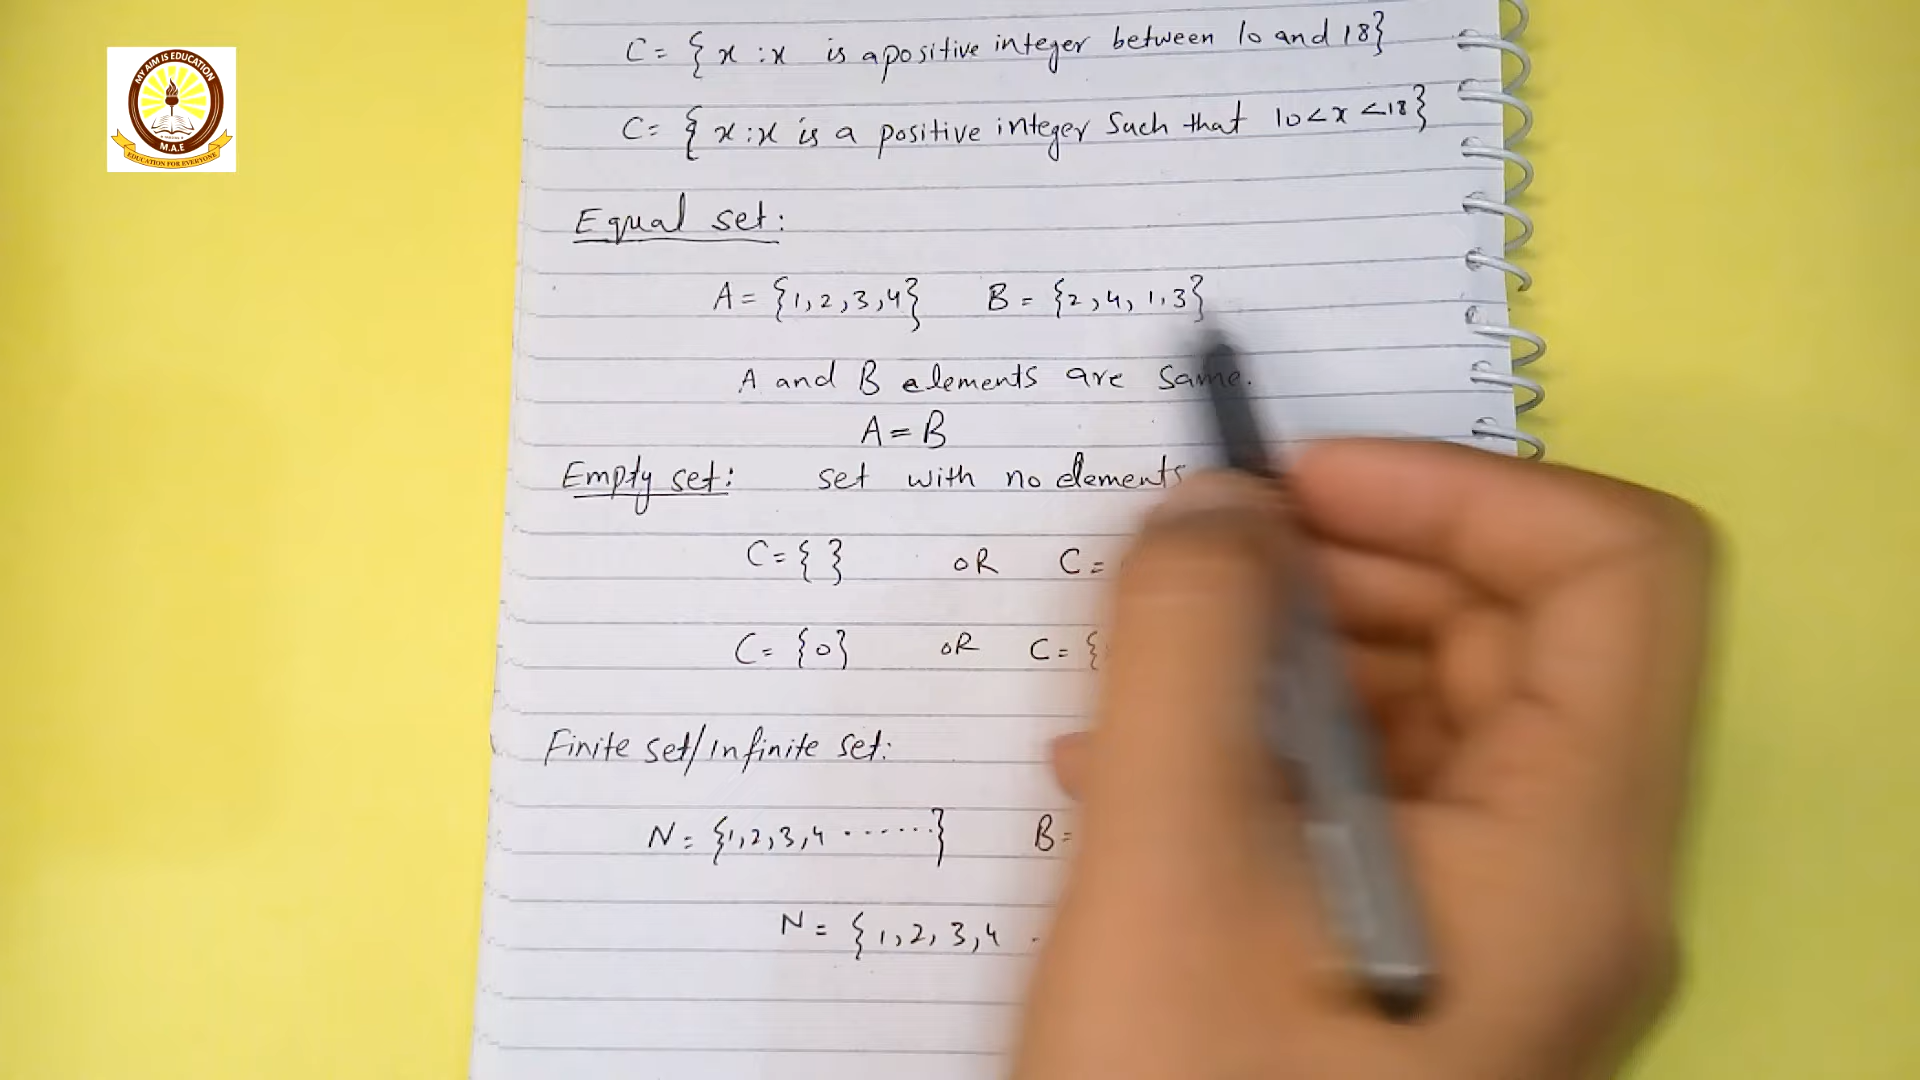 MY AIM IS EDUCATION
M.A.E
EDUCATION FOR EVERYONE
C = { x : x is a positive integer between 10 and 18}
C = { x : x is a positive integer Such that 10 < x < 18}
Equal set:
A = {1, 2, 3, 4} B = {2, 4, 1, 3}
A and B elements are same.
A = B
Empty set: set with no elements
C = { } OR C =
C = {0} OR C = {
Finite set/Infinite set:
N = {1, 2, 3, 4 .......} B =
N = {1, 2, 3, 4 .